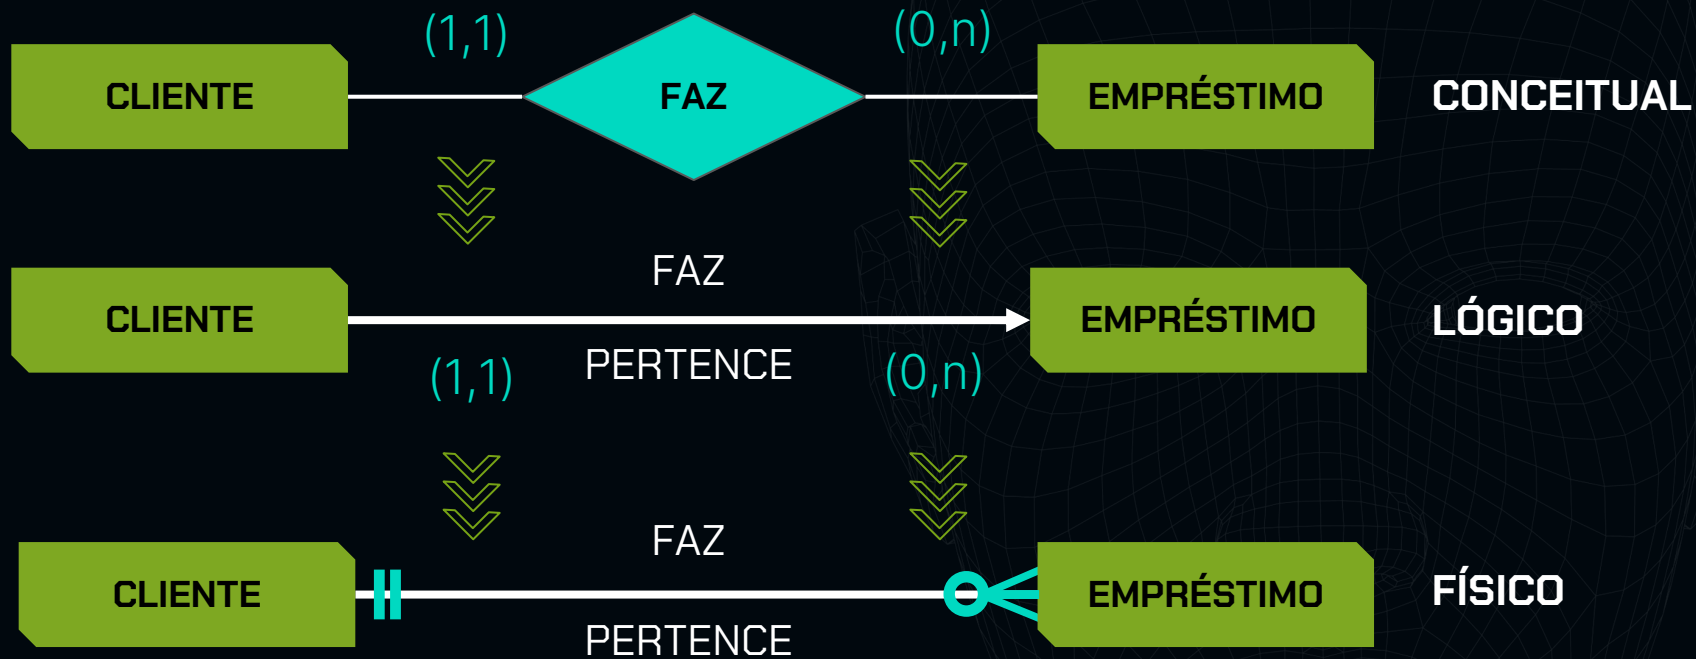 (1,1)
(0,n)
CLIENTE
FAZ
EMPRÉSTIMO
CONCEITUAL
FAZ
CLIENTE
EMPRÉSTIMO
LÓGICO
PERTENCE
(1,1)
(0,n)
FAZ
CLIENTE
EMPRÉSTIMO
FÍSICO
PERTENCE